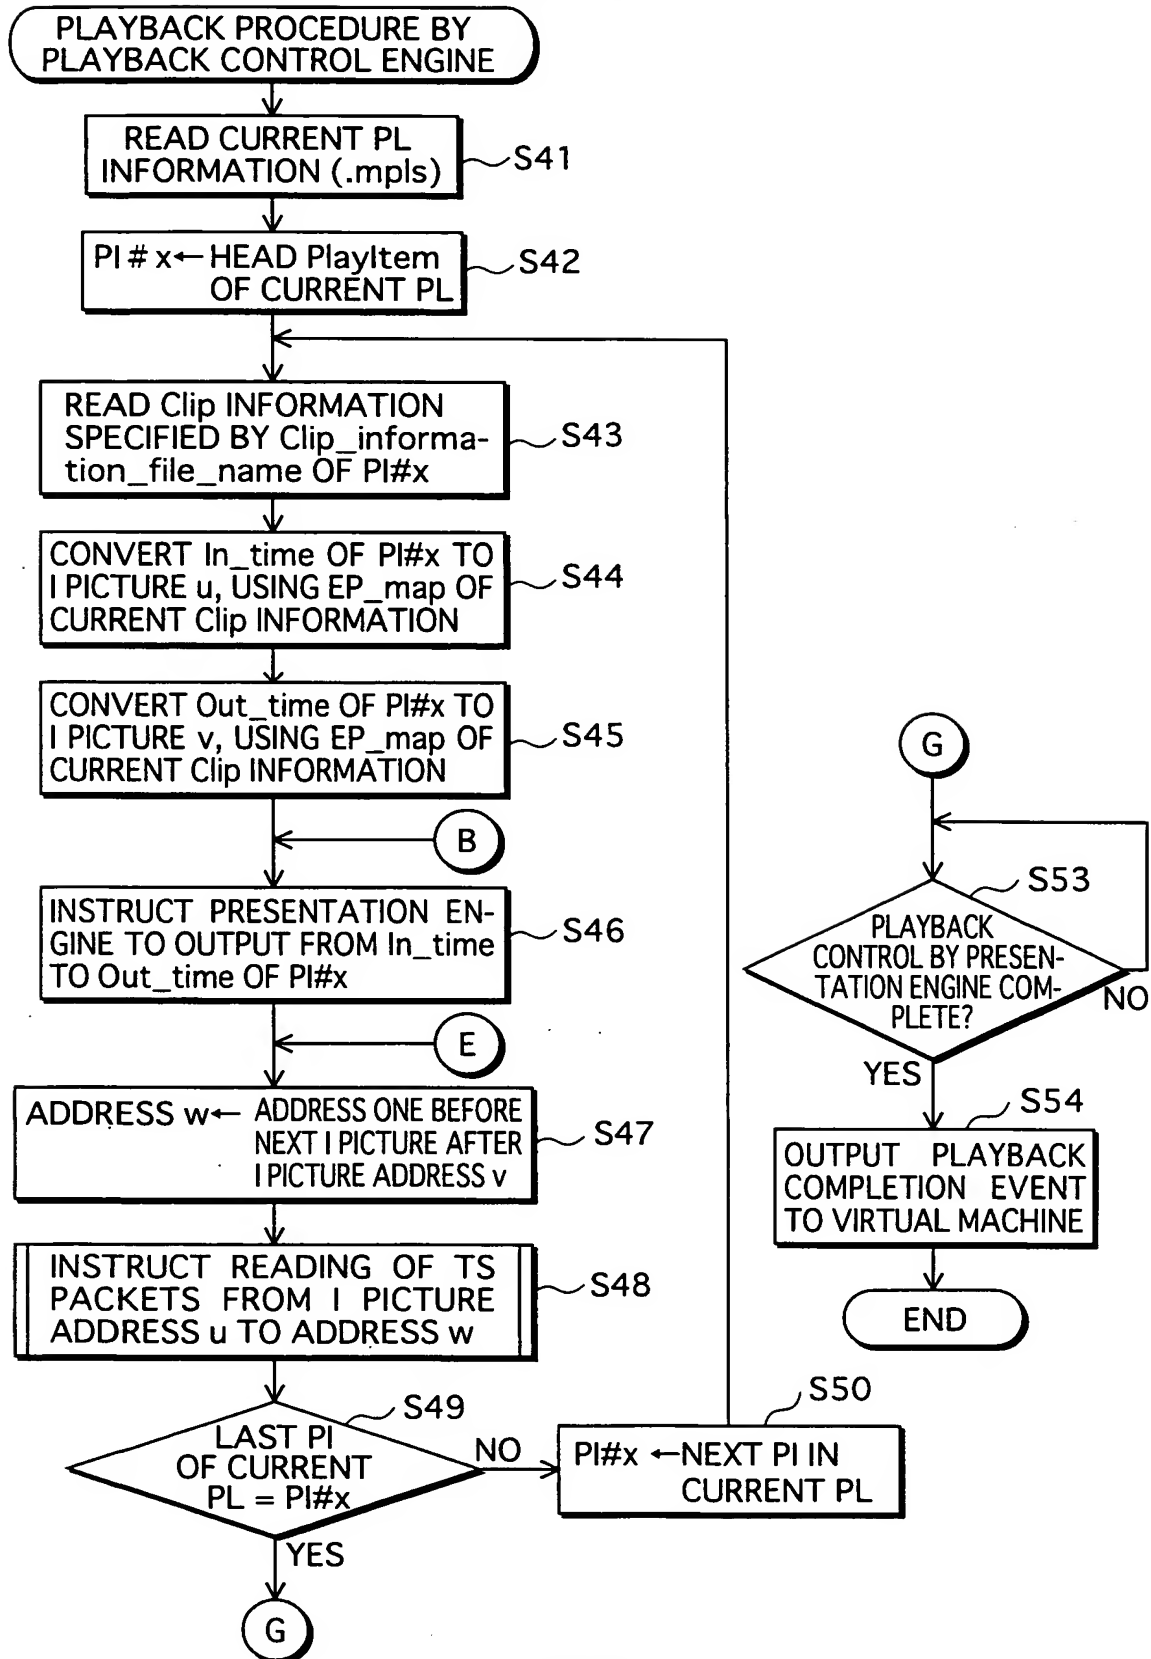 PLAYBACK PROCEDURE BY
PLAYBACK CONTROL ENGINE
READ CURRENT PL
INFORMATION (.mpls)
S41
PI # x← HEAD PlayItem
OF CURRENT PL
S42
READ Clip INFORMATION
SPECIFIED BY Clip_informa-
tion_file_name OF PI#x
S43
CONVERT In_time OF PI#x TO
I PICTURE u, USING EP_map OF
CURRENT Clip INFORMATION
S44
CONVERT Out_time OF PI#x TO
I PICTURE v, USING EP_map OF
CURRENT Clip INFORMATION
S45
B
INSTRUCT PRESENTATION EN-
GINE TO OUTPUT FROM In_time
TO Out_time OF PI#x
S46
E
ADDRESS w← ADDRESS ONE BEFORE
NEXT I PICTURE AFTER
I PICTURE ADDRESS v
S47
INSTRUCT READING OF TS
PACKETS FROM I PICTURE
ADDRESS u TO ADDRESS w
S48
S49
LAST PI
OF CURRENT
PL = PI#x
NO
YES
G
S50
PI#x ←NEXT PI IN
CURRENT PL
G
S53
PLAYBACK
CONTROL BY PRESEN-
TATION ENGINE COM-
PLETE?
NO
YES
S54
OUTPUT PLAYBACK
COMPLETION EVENT
TO VIRTUAL MACHINE
END